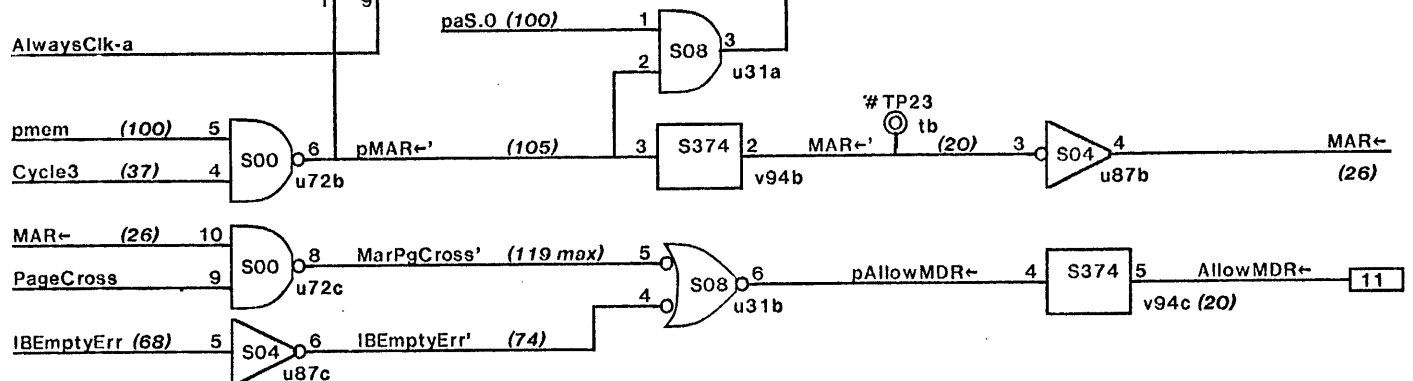 1 9
paS.0 (100) 1
AlwaysClk-a
S08 3
2 u31a
'# TP23
tb
pmem (100) 5
S00 6 pMAR←' (105) 3 S374 2 MAR←' (20) 3 S04 4 MAR←
Cycle3 (37) 4
u72b v94b u87b (26)
MAR← (26) 10
S00 8 MarPgCross' (119 max) 5
PageCross 9
u72c
S08 6 pAllowMDR← 4 S374 5 AllowMDR← 11
4 u31b v94c (20)
IBEmptyErr (68) 5 S04 6 IBEmptyErr' (74)
u87c